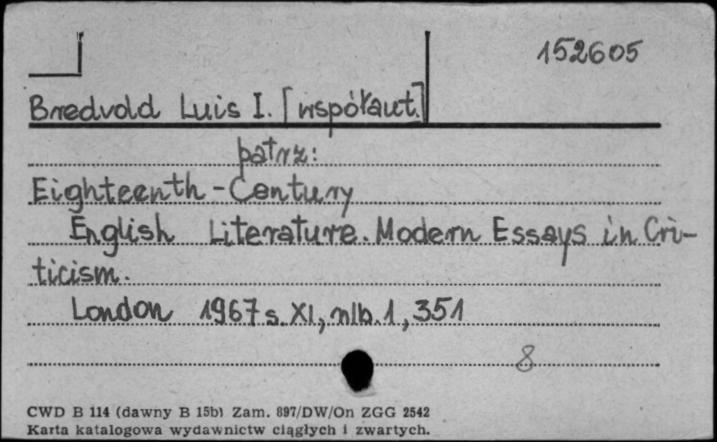 152605
Bredvold Luis I. [współaut.]
patrz:
Eighteenth-Century
English Literature. Modern Essays in Cri-
ticism.
London 1967 s. XI, nlb. 1, 351
8
CWD B 114 (dawny B 15b) Zam. 897/DW/On ZGG 2542
Karta katalogowa wydawnictw ciągłych i zwartych.